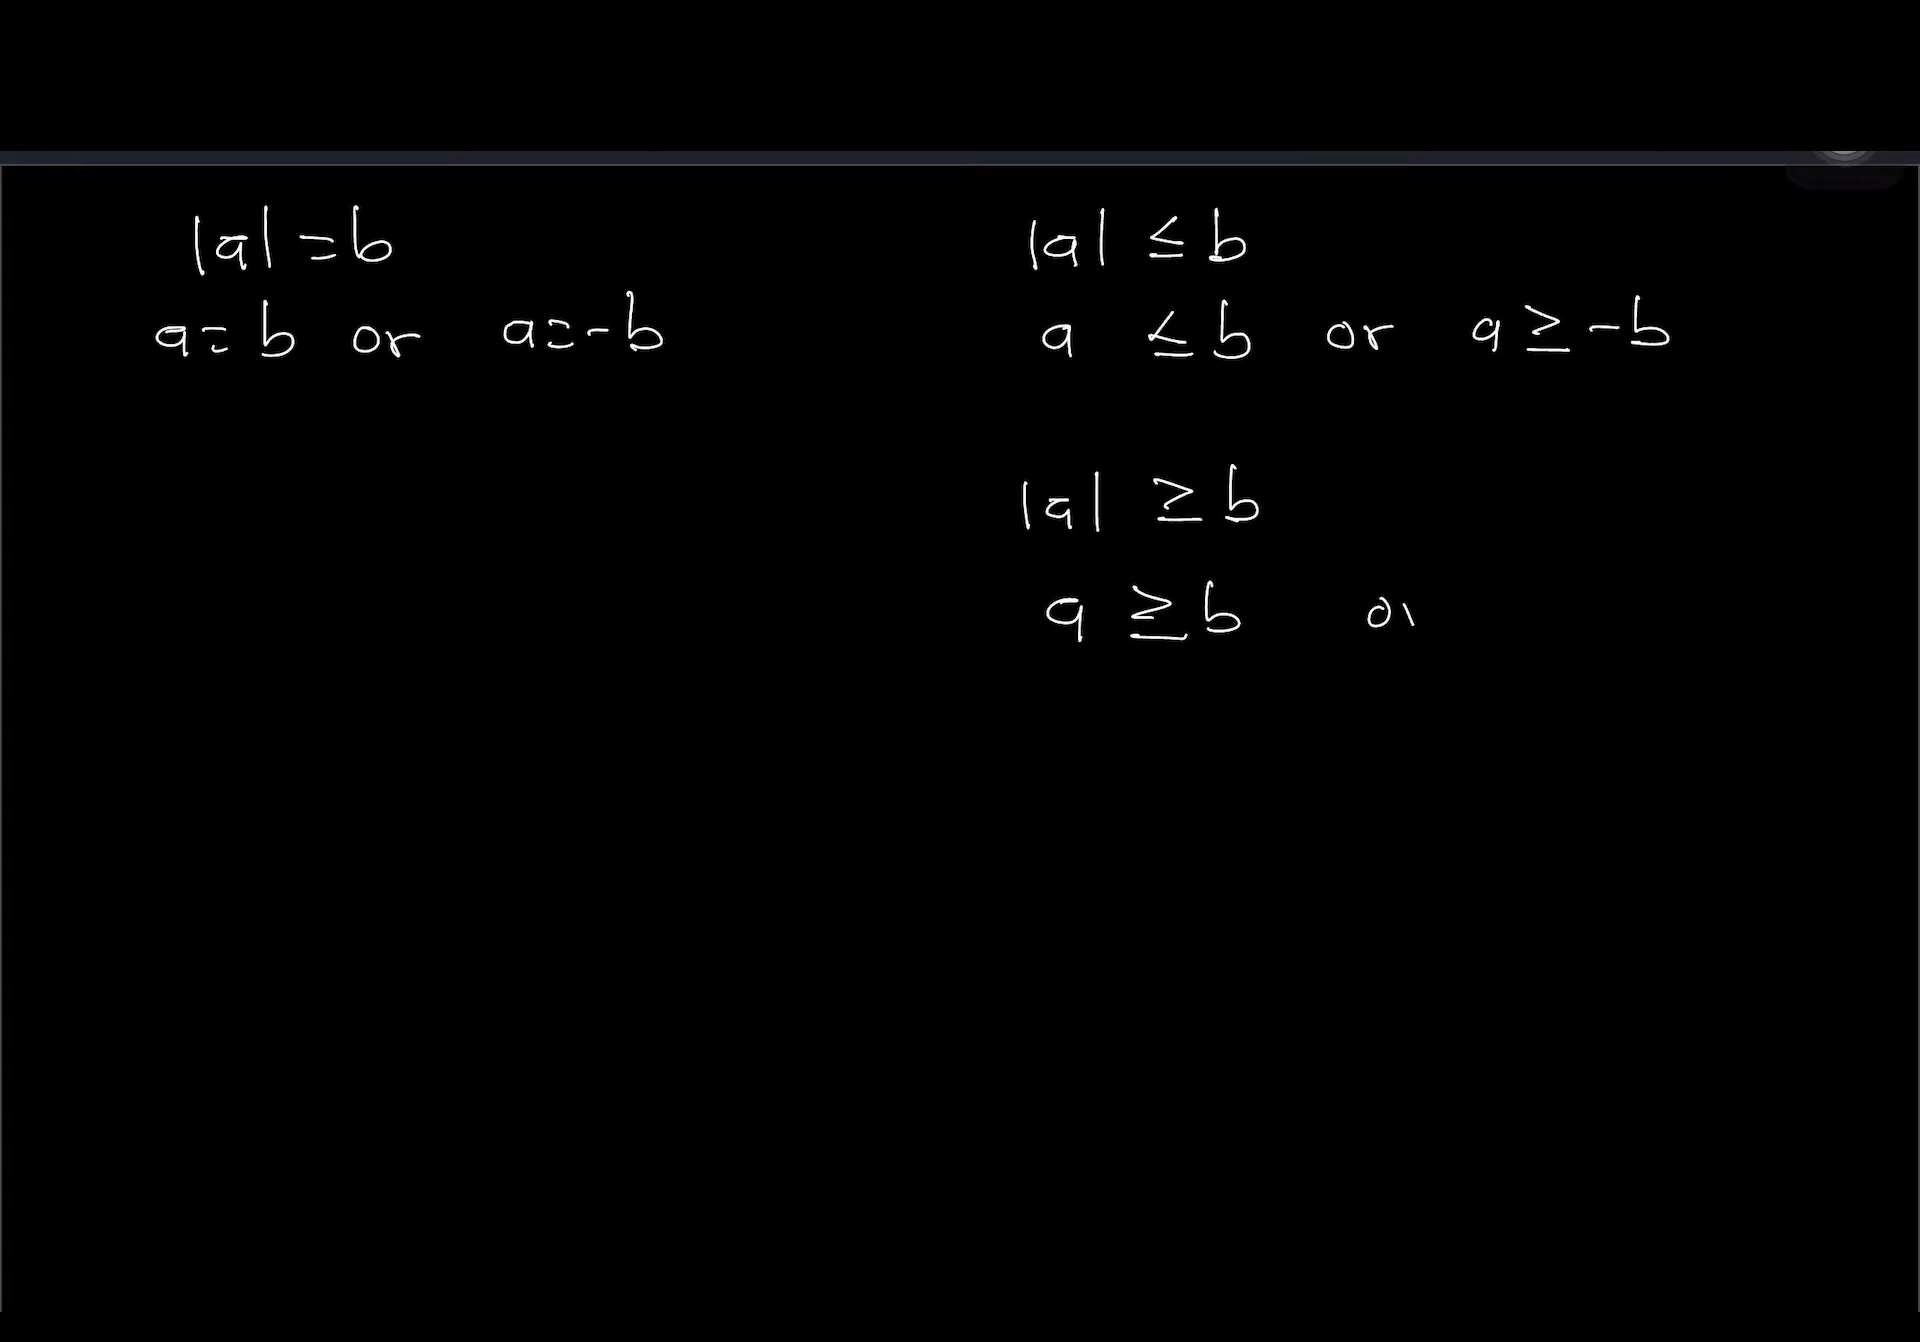 |a| = b
a = b or a = -b
|a| ≤ b
a ≤ b or a ≥ -b
|a| ≥ b
a ≥ b